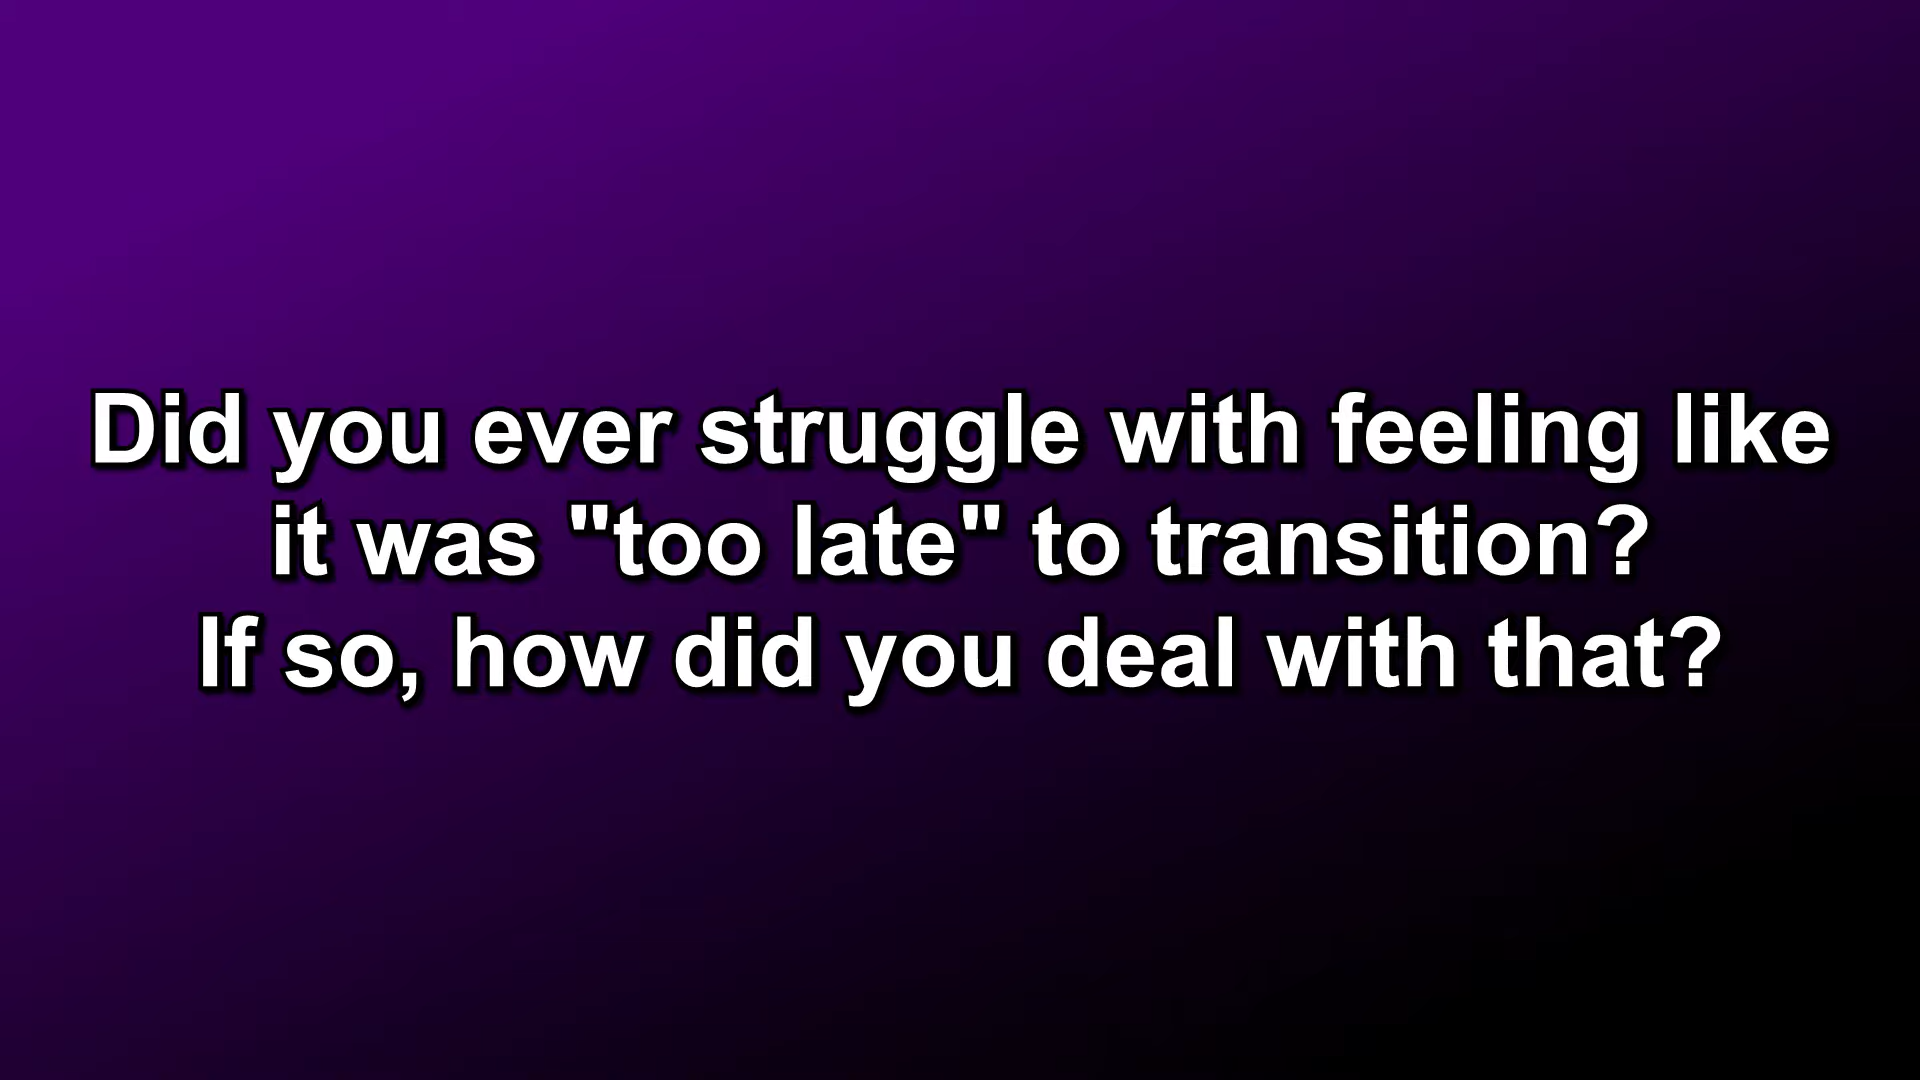 Did you ever struggle with feeling like
it was "too late" to transition?
If so, how did you deal with that?